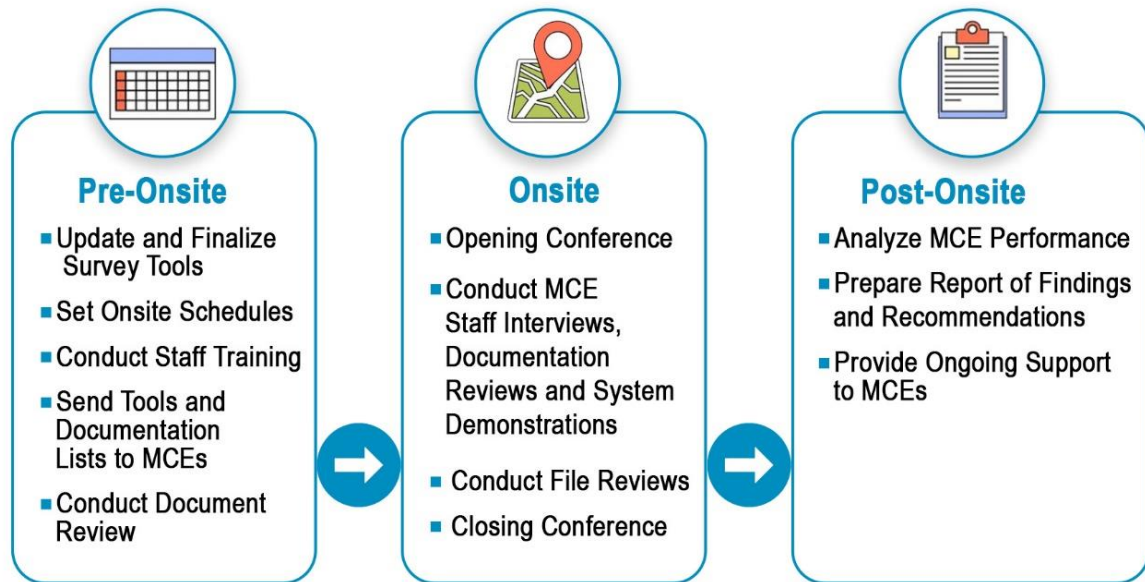 Pre-Onsite
■ Update and Finalize
Survey Tools
■ Set Onsite Schedules
■ Conduct Staff Training
■ Send Tools and
Documentation
Lists to MCEs
■ Conduct Document
Review
Onsite
■ Opening Conference
■ Conduct MCE
Staff Interviews,
Documentation
Reviews and System
Demonstrations
■ Conduct File Reviews
■ Closing Conference
Post-Onsite
■ Analyze MCE Performance
■ Prepare Report of Findings
and Recommendations
■ Provide Ongoing Support
to MCEs